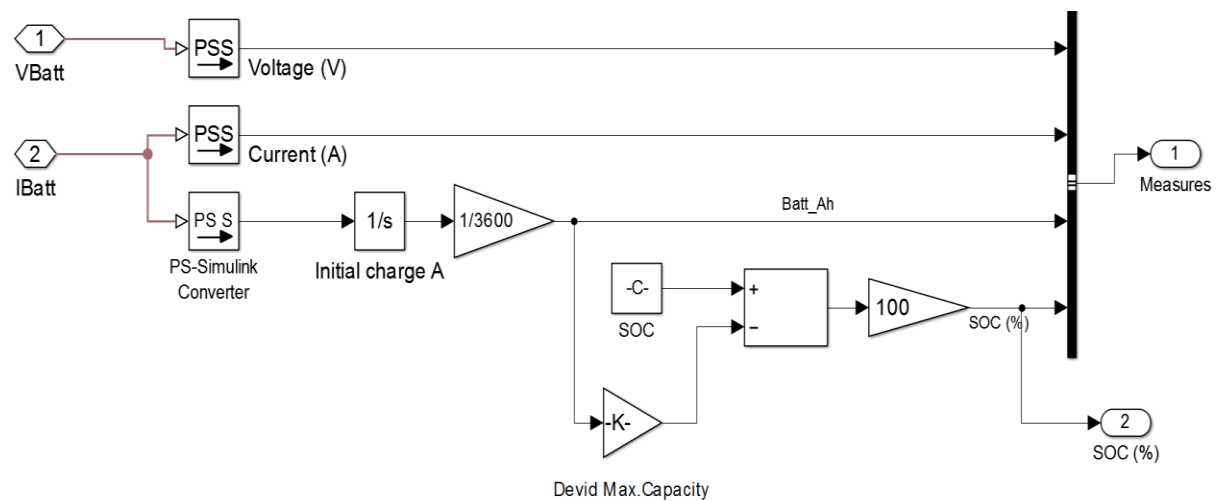 1
VBatt
PSS
Voltage (V)
2
IBatt
PSS
Current (A)
PS S
PS-Simulink
Converter
1/s
Initial charge A
1/3600
Batt_Ah
-C-
SOC
+
−
100
SOC (%)
-K-
Devid Max.Capacity
1
Measures
2
SOC (%)